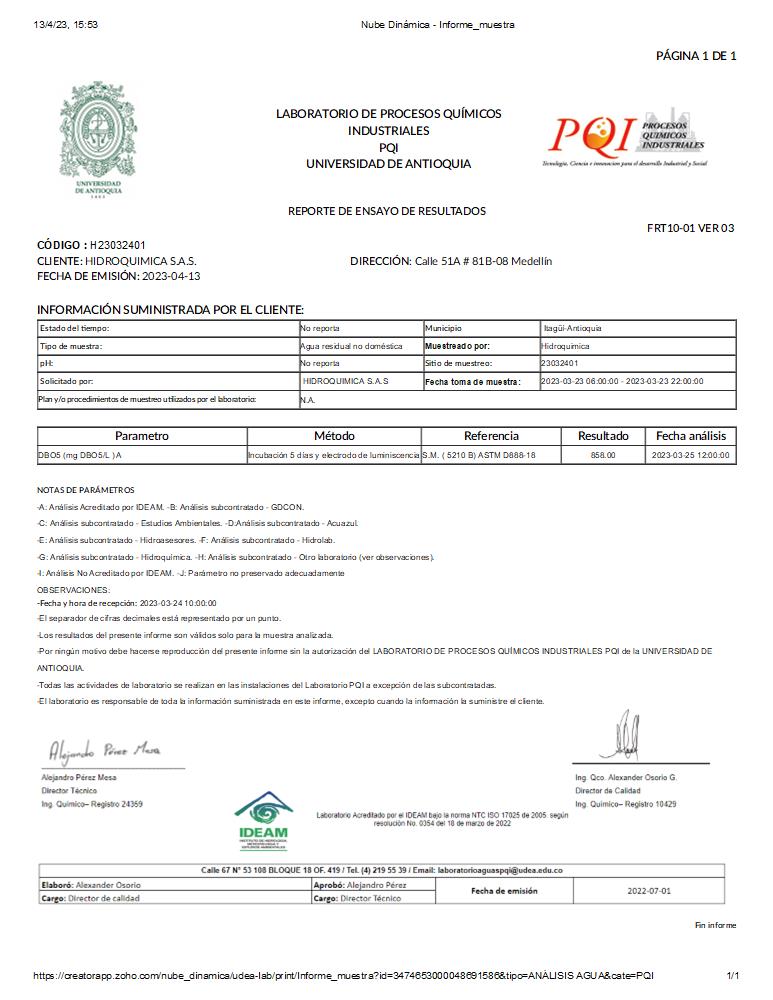 13/4/23, 15:53 Nube Dinámica - Informe_muestra
PÁGINA 1 DE 1
UNIVERSIDAD
DE ANTIOQUIA
1803
LABORATORIO DE PROCESOS QUÍMICOS
INDUSTRIALES
PQI
UNIVERSIDAD DE ANTIOQUIA
PQI PROCESOS
QUIMICOS
INDUSTRIALES
Tecnología, Ciencia e innovacion para el desarrollo Industrial y Social
REPORTE DE ENSAYO DE RESULTADOS
FRT10-01 VER 03
CÓDIGO : H23032401
CLIENTE: HIDROQUIMICA S.A.S. DIRECCIÓN: Calle 51A # 81B-08 Medellín
FECHA DE EMISIÓN: 2023-04-13
INFORMACIÓN SUMINISTRADA POR EL CLIENTE:
Estado del tiempo: No reporta Municipio Itagüí-Antioquia
Tipo de muestra: Agua residual no doméstica Muestreado por: Hidroquimica
pH: No reporta Sitio de muestreo: 23032401
Solicitado por: HIDROQUIMICA S.A.S Fecha toma de muestra: 2023-03-23 06:00:00 - 2023-03-23 22:00:00
Plan y/o procedimientos de muestreo utilizados por el laboratorio: N.A.
Parametro Método Referencia Resultado Fecha análisis
DBO5 (mg DBO5/L ) A Incubación 5 días y electrodo de luminiscencia S.M. ( 5210 B) ASTM D888-18 858.00 2023-03-25 12:00:00
NOTAS DE PARÁMETROS
-A: Análisis Acreditado por IDEAM. -B: Análisis subcontratado - GDCON.
-C: Análisis subcontratado - Estudios Ambientales. -D:Análisis subcontratado - Acuazul.
-E: Análisis subcontratado - Hidroasesores. -F: Análisis subcontratado - Hidrolab.
-G: Análisis subcontratado - Hidroquímica. -H: Análisis subcontratado - Otro laboratorio (ver observaciones).
-I: Análisis No Acreditado por IDEAM. -J: Parámetro no preservado adecuadamente
OBSERVACIONES:
-Fecha y hora de recepción: 2023-03-24 10:00:00
-El separador de cifras decimales está representado por un punto.
-Los resultados del presente informe son válidos solo para la muestra analizada.
-Por ningún motivo debe hacerse reproducción del presente informe sin la autorización del LABORATORIO DE PROCESOS QUÍMICOS INDUSTRIALES PQI de la UNIVERSIDAD DE
ANTIOQUIA.
-Todas las actividades de laboratorio se realizan en las instalaciones del Laboratorio PQI a excepción de las subcontratadas.
-El laboratorio es responsable de toda la información suministrada en este informe, excepto cuando la información la suministre el cliente.
Alejandro Pérez Mesa
Alejandro Pérez Mesa Ing. Qco. Alexander Osorio G.
Director Técnico Director de Calidad
Ing. Químico– Registro 24359 Ing. Químico– Registro 10429
IDEAM
Laboratorio Acreditado por el IDEAM bajo la norma NTC ISO 17025 de 2005. según
resolución No. 0354 del 18 de marzo de 2022
Calle 67 N° 53 108 BLOQUE 18 OF. 419 / Tel. (4) 219 55 39 / Email: laboratorioaguaspqi@udea.edu.co
Elaboró: Alexander Osorio Aprobó: Alejandro Pérez Fecha de emisión 2022-07-01
Cargo: Director de calidad Cargo: Director Técnico
Fin informe
https://creatorapp.zoho.com/nube_dinamica/udea-lab/print/Informe_muestra?id=3474653000048691586&tipo=ANÁLISIS AGUA&cate=PQI 1/1